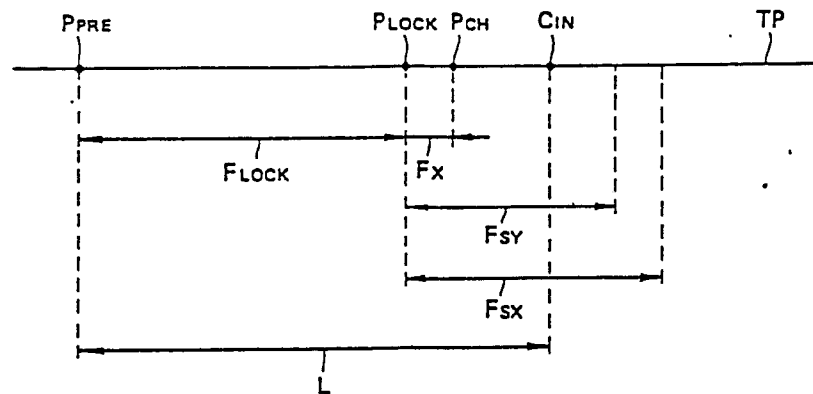 PPRE PLOCK PCH CIN TP
FLOCK FX
FSY
FSX
L